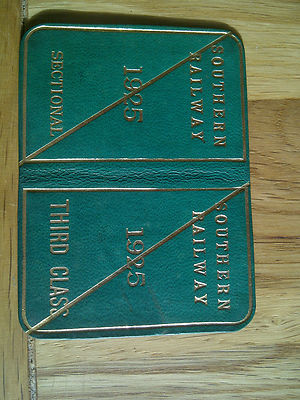 SOUTHERN
RAILWAY
1925
SECTIONAL
SOUTHERN
RAILWAY
1925
THIRD CLASS